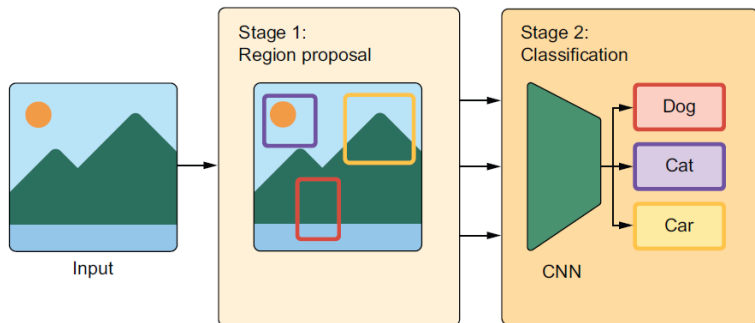 Stage 1:
Region proposal
Stage 2:
Classification
Dog
Cat
Car
Input
CNN